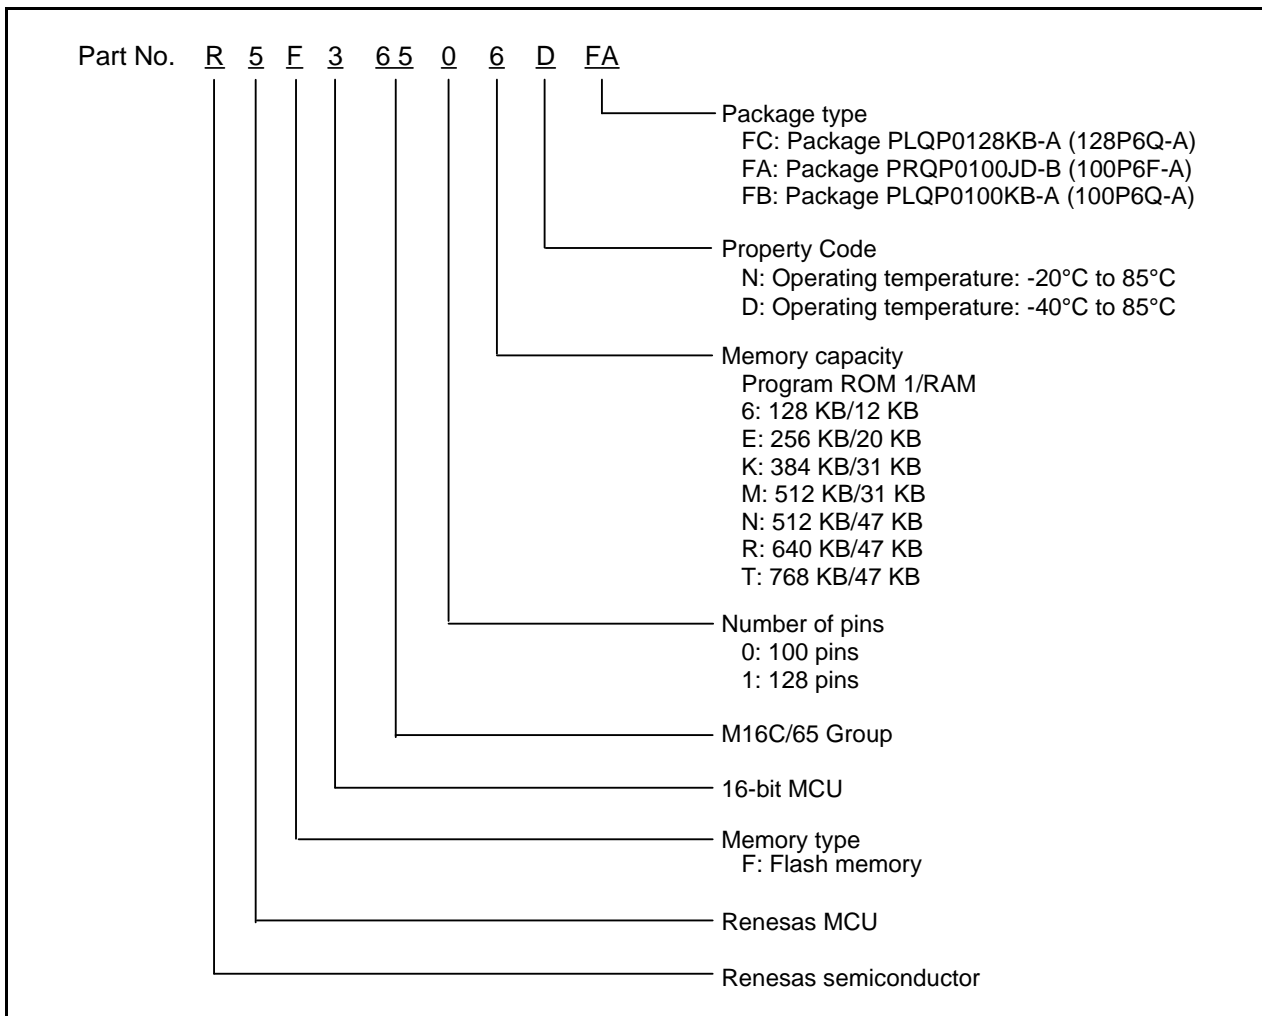 Part No. R 5 F 3 65 0 6 D FA
Package type
FC: Package PLQP0128KB-A (128P6Q-A)
FA: Package PRQP0100JD-B (100P6F-A)
FB: Package PLQP0100KB-A (100P6Q-A)
Property Code
N: Operating temperature: -20°C to 85°C
D: Operating temperature: -40°C to 85°C
Memory capacity
Program ROM 1/RAM
6: 128 KB/12 KB
E: 256 KB/20 KB
K: 384 KB/31 KB
M: 512 KB/31 KB
N: 512 KB/47 KB
R: 640 KB/47 KB
T: 768 KB/47 KB
Number of pins
0: 100 pins
1: 128 pins
M16C/65 Group
16-bit MCU
Memory type
F: Flash memory
Renesas MCU
Renesas semiconductor